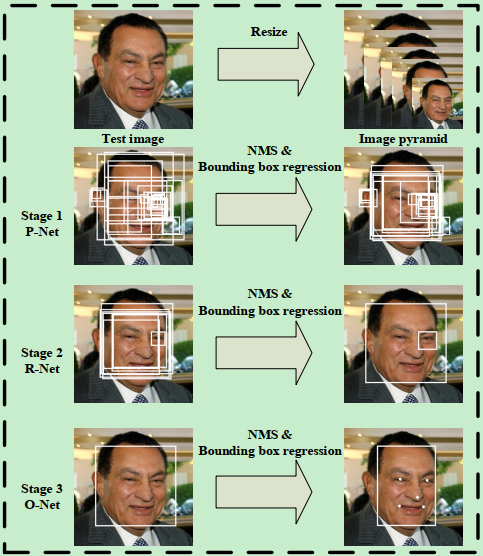 Resize
Test image
Image pyramid
NMS &
Bounding box regression
Stage 1
P-Net
NMS &
Bounding box regression
Stage 2
R-Net
NMS &
Bounding box regression
Stage 3
O-Net